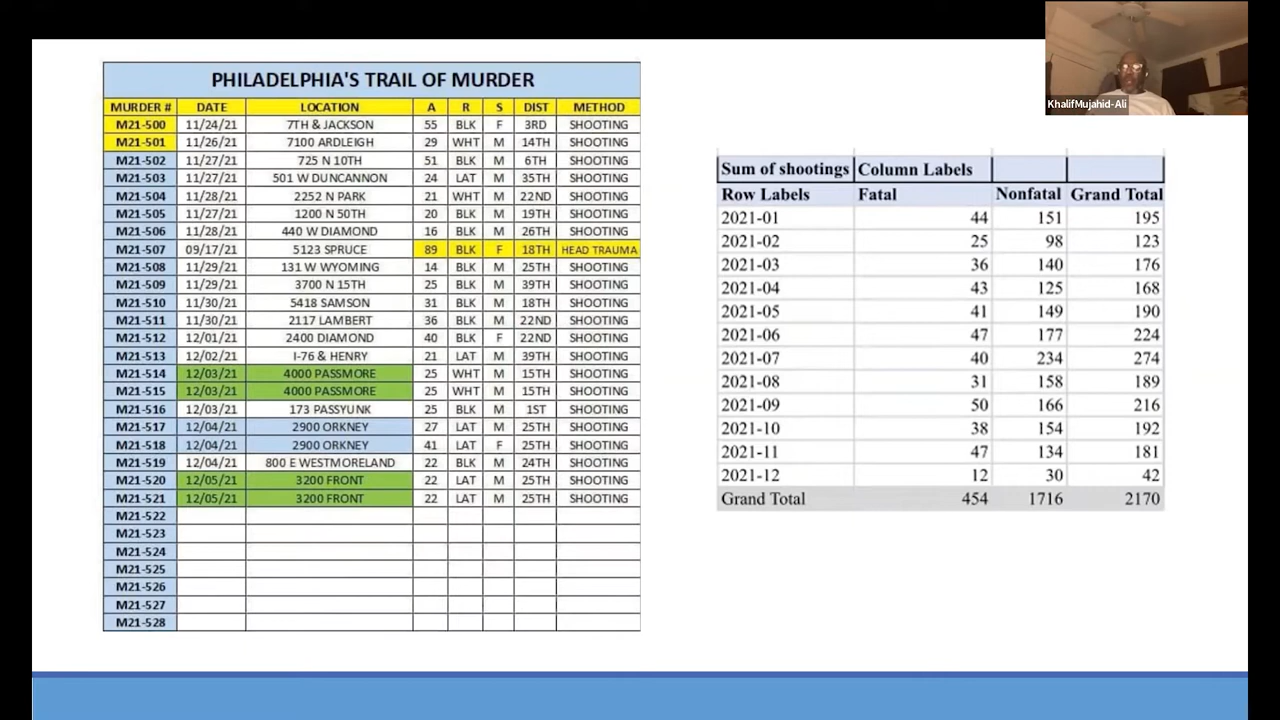 KhalifMujahid-Ali
PHILADELPHIA'S TRAIL OF MURDER
MURDER # DATE LOCATION A R S DIST METHOD
M21-500 11/24/21 7TH & JACKSON 55 BLK F 3RD SHOOTING
M21-501 11/26/21 7100 ARDLEIGH 29 WHT M 14TH SHOOTING
M21-502 11/27/21 725 N 10TH 51 BLK M 6TH SHOOTING
M21-503 11/27/21 501 W DUNCANNON 24 LAT M 35TH SHOOTING
M21-504 11/28/21 2252 N PARK 21 WHT M 22ND SHOOTING
M21-505 11/27/21 1200 N 50TH 20 BLK M 19TH SHOOTING
M21-506 11/28/21 440 W DIAMOND 16 BLK M 26TH SHOOTING
M21-507 09/17/21 5123 SPRUCE 89 BLK F 18TH HEAD TRAUMA
M21-508 11/29/21 131 W WYOMING 14 BLK M 25TH SHOOTING
M21-509 11/29/21 3700 N 15TH 25 BLK M 39TH SHOOTING
M21-510 11/30/21 5418 SAMSON 31 BLK M 18TH SHOOTING
M21-511 11/30/21 2117 LAMBERT 36 BLK M 22ND SHOOTING
M21-512 12/01/21 2400 DIAMOND 40 BLK F 22ND SHOOTING
M21-513 12/02/21 I-76 & HENRY 21 LAT M 39TH SHOOTING
M21-514 12/03/21 4000 PASSMORE 25 WHT M 15TH SHOOTING
M21-515 12/03/21 4000 PASSMORE 25 WHT M 15TH SHOOTING
M21-516 12/03/21 173 PASSYUNK 25 BLK M 1ST SHOOTING
M21-517 12/04/21 2900 ORKNEY 27 LAT M 25TH SHOOTING
M21-518 12/04/21 2900 ORKNEY 41 LAT F 25TH SHOOTING
M21-519 12/04/21 800 E WESTMORELAND 22 BLK M 24TH SHOOTING
M21-520 12/05/21 3200 FRONT 22 LAT M 25TH SHOOTING
M21-521 12/05/21 3200 FRONT 22 LAT M 25TH SHOOTING
M21-522
M21-523
M21-524
M21-525
M21-526
M21-527
M21-528
Sum of shootings Column Labels
Row Labels Fatal Nonfatal Grand Total
2021-01 44 151 195
2021-02 25 98 123
2021-03 36 140 176
2021-04 43 125 168
2021-05 41 149 190
2021-06 47 177 224
2021-07 40 234 274
2021-08 31 158 189
2021-09 50 166 216
2021-10 38 154 192
2021-11 47 134 181
2021-12 12 30 42
Grand Total 454 1716 2170